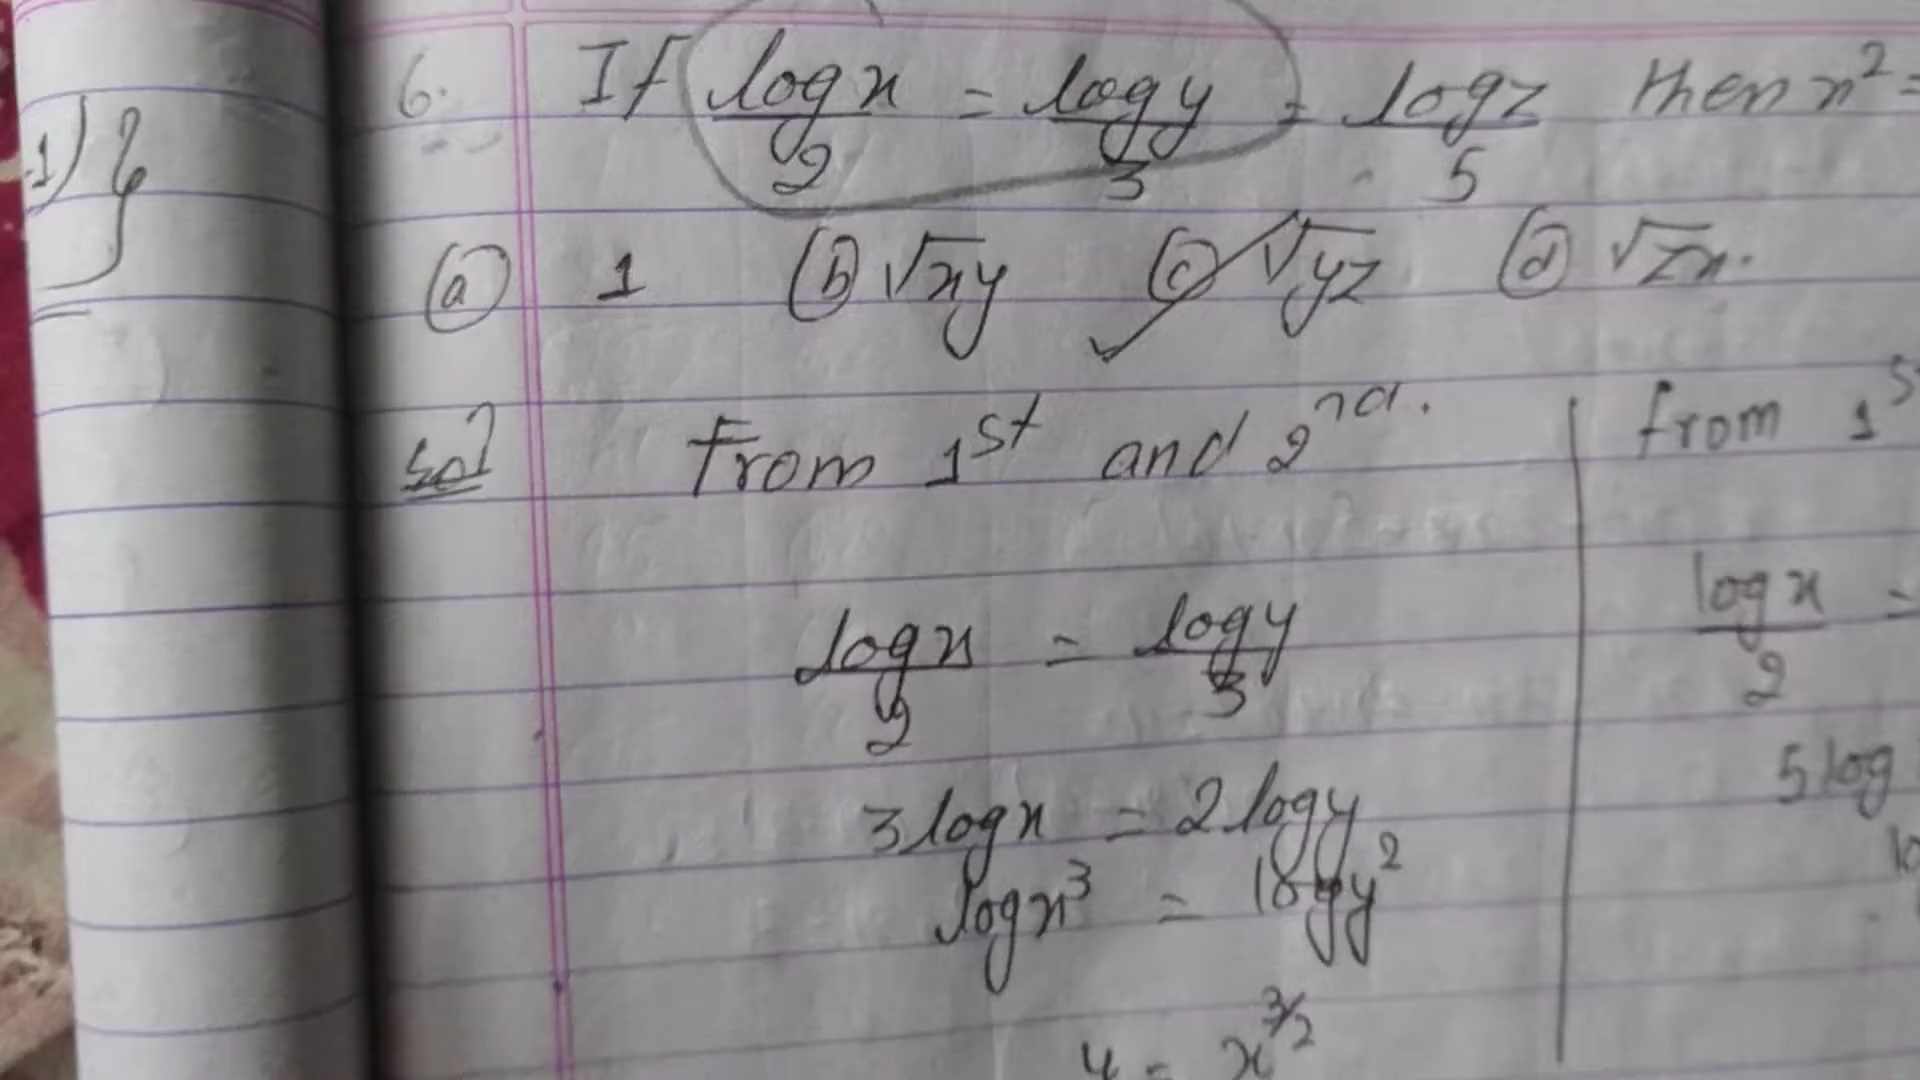 6. If log x / 2 = log y / 3 = log z / 5 then x² =
(a) 1 (b) √xy (c) √yz (d) √zx.
Sol From 1st and 2nd.
log x / 2 = log y / 3
3 log x = 2 log y
log x³ = log y²
y = x^3/2
from 1s
log x / 2 =
5 log